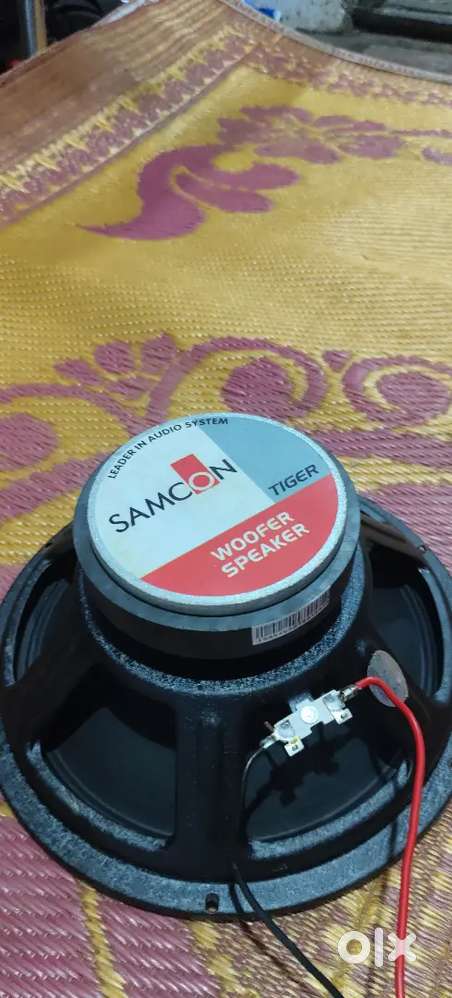 LEADER IN AUDIO SYSTEM
SAMCON
TIGER
WOOFER
SPEAKER
olx